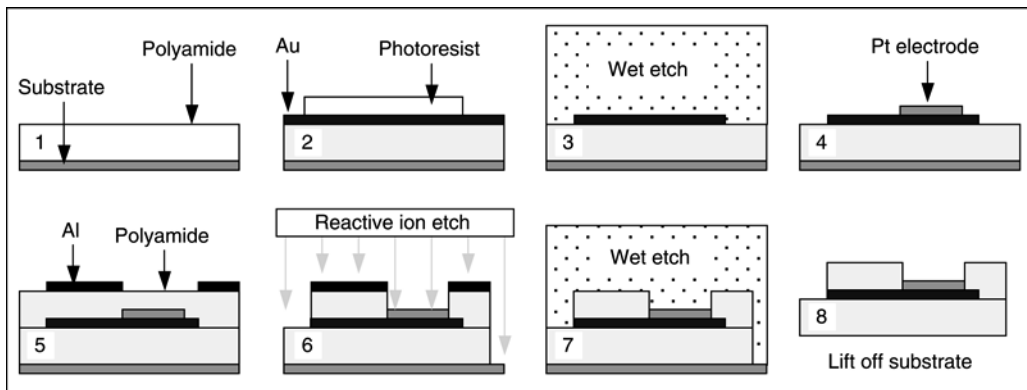 Polyamide
Substrate
1
Au
Photoresist
2
Wet etch
3
Pt electrode
4
Al
Polyamide
5
Reactive ion etch
6
Wet etch
7
8
Lift off substrate